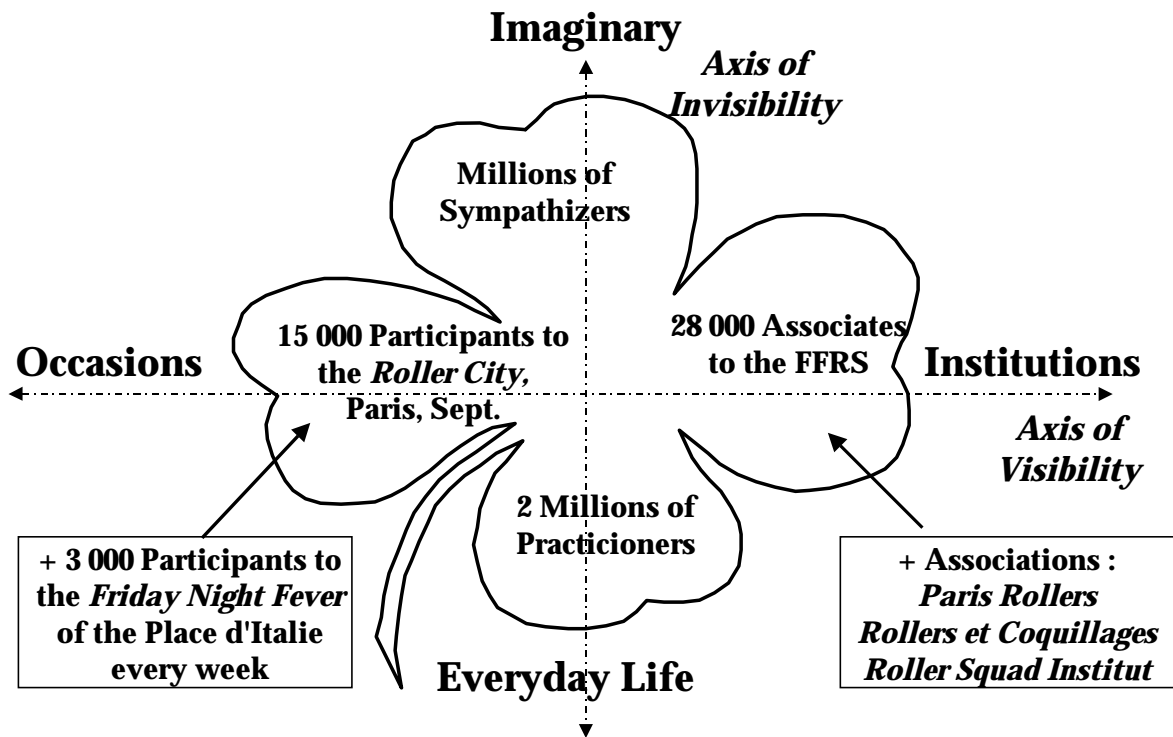 Imaginary
Axis of
Invisibility
Millions of
Sympathizers
Occasions
15 000 Participants to
the Roller City,
Paris, Sept.
28 000 Associates
to the FFRS
Institutions
Axis of
Visibility
2 Millions of
Practicioners
+ 3 000 Participants to
the Friday Night Fever
of the Place d'Italie
every week
+ Associations :
Paris Rollers
Rollers et Coquillages
Roller Squad Institut
Everyday Life